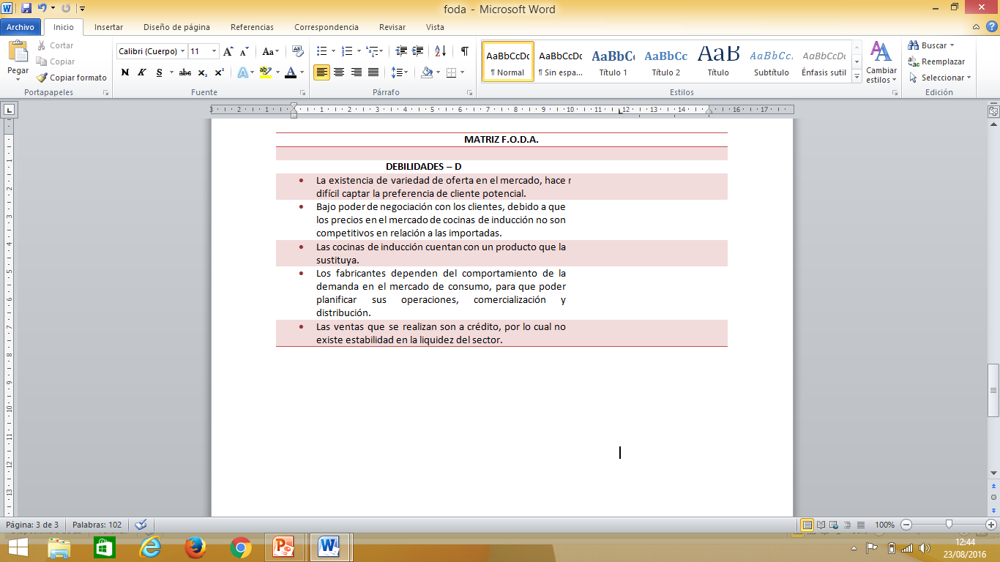 foda - Microsoft Word
Archivo Inicio Insertar Diseño de página Referencias Correspondencia Revisar Vista
Pegar
Cortar
Copiar
Copiar formato
Portapapeles
Calibri (Cuerpo) 11
Fuente
Párrafo
AaBbCcDc AaBbCcDc AaBbC AaBbCc AaB AaBbCc. AaBbCcDc
¶ Normal ¶ Sin espa... Título 1 Título 2 Título Subtítulo Énfasis sutil
Cambiar estilos
Estilos
Buscar
Reemplazar
Seleccionar
Edición
MATRIZ F.O.D.A.
DEBILIDADES – D
La existencia de variedad de oferta en el mercado, hace
difícil captar la preferencia de cliente potencial.
Bajo poder de negociación con los clientes, debido a que
los precios en el mercado de cocinas de inducción no son
competitivos en relación a las importadas.
Las cocinas de inducción cuentan con un producto que la
sustituya.
Los fabricantes dependen del comportamiento de la
demanda en el mercado de consumo, para que poder
planificar sus operaciones, comercialización y
distribución.
Las ventas que se realizan son a crédito, por lo cual no
existe estabilidad en la liquidez del sector.
Página: 3 de 3 Palabras: 102 100%
12:44
23/08/2016